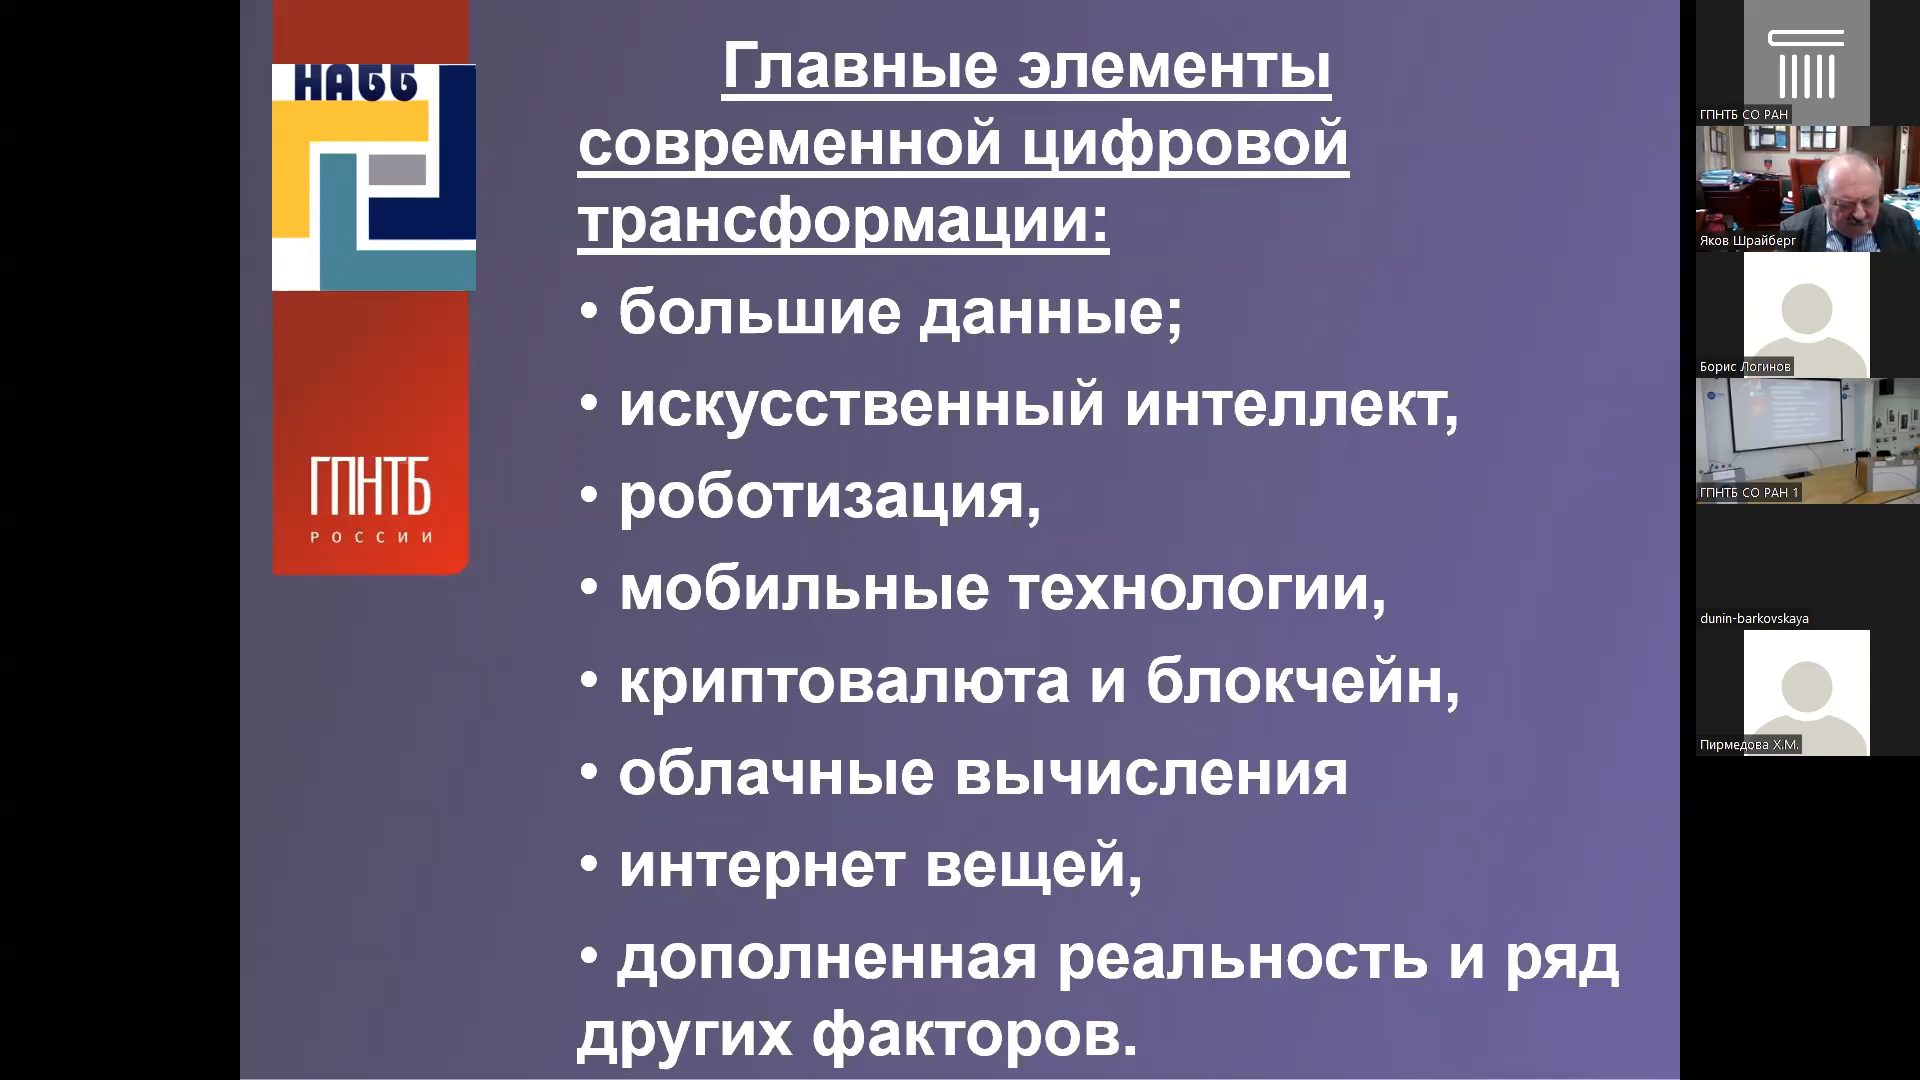 НАББ
ГПНТБ
РОССИИ
Главные элементы
современной цифровой
трансформации:
• большие данные;
• искусственный интеллект,
• роботизация,
• мобильные технологии,
• криптовалюта и блокчейн,
• облачные вычисления
• интернет вещей,
• дополненная реальность и ряд
других факторов.
ГПНТБ СО РАН
Яков Шрайберг
Борис Логинов
ГПНТБ СО РАН 1
dunin-barkovskaya
Пирмедова Х.М.